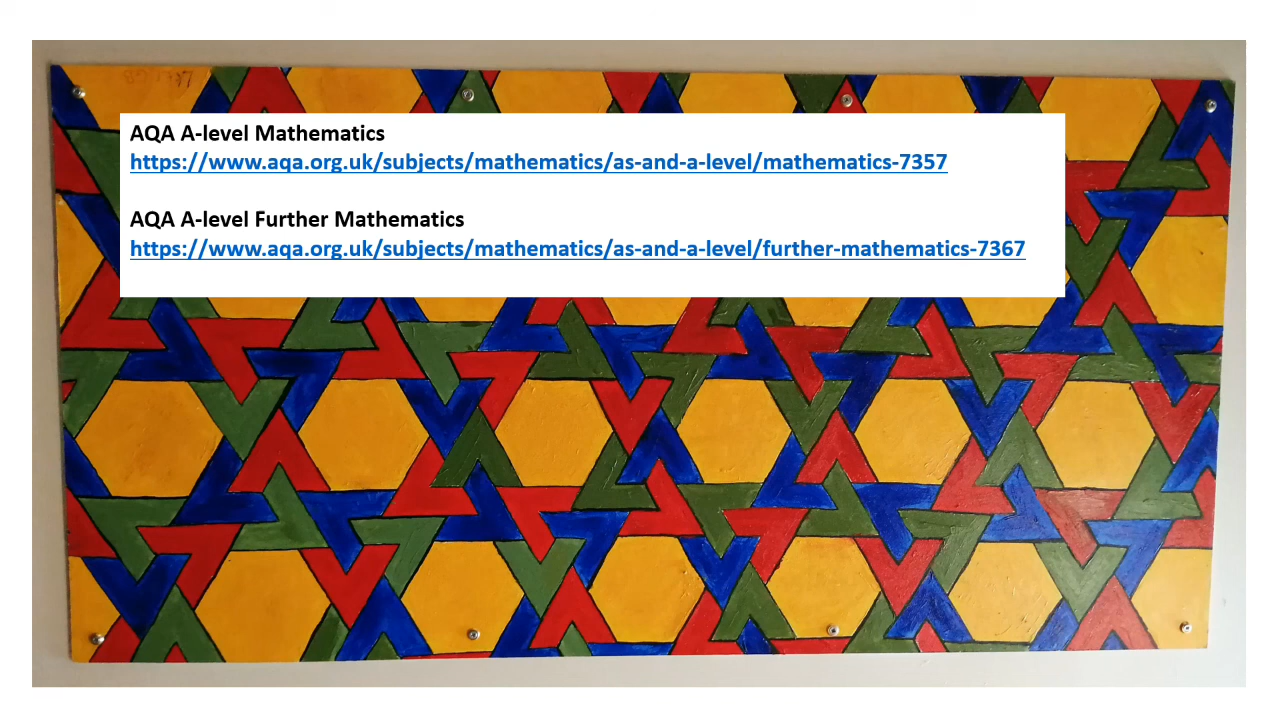 AQA A-level Mathematics
https://www.aqa.org.uk/subjects/mathematics/as-and-a-level/mathematics-7357
AQA A-level Further Mathematics
https://www.aqa.org.uk/subjects/mathematics/as-and-a-level/further-mathematics-7367